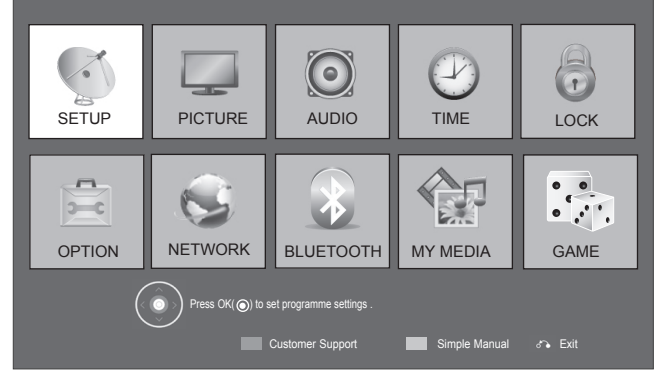 SETUP PICTURE AUDIO TIME LOCK
OPTION NETWORK BLUETOOTH MY MEDIA GAME
Press OK( ) to set programme settings .
Customer Support Simple Manual Exit